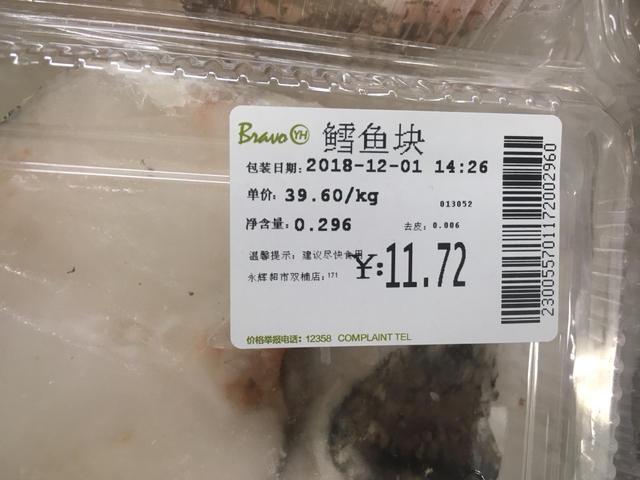 Bravo YH 鳕鱼块
包装日期: 2018-12-01 14:26
单价: 39.60/kg
013052
净含量: 0.296 去皮: 0.006
温馨提示: 建议尽快食用
¥: 11.72
永辉超市双楠店: 171
价格举报电话: 12358 COMPLAINT TEL
2300557011172002960